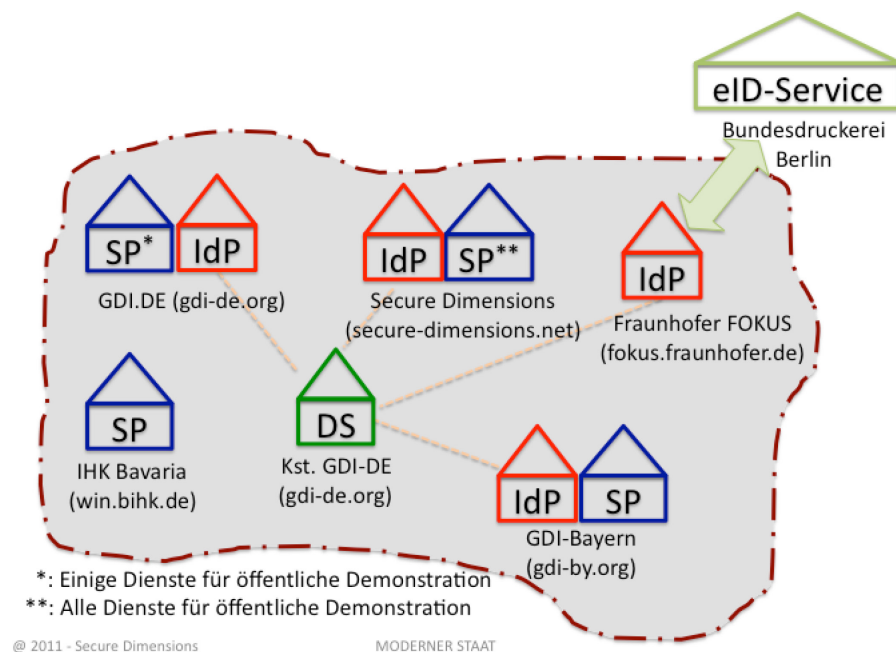 eID-Service
Bundesdruckerei
Berlin
SP*
IdP
GDI.DE (gdi-de.org)
IdP
SP**
Secure Dimensions
(secure-dimensions.net)
IdP
Fraunhofer FOKUS
(fokus.fraunhofer.de)
SP
IHK Bavaria
(win.bihk.de)
DS
Kst. GDI-DE
(gdi-de.org)
IdP
SP
GDI-Bayern
(gdi-by.org)
*: Einige Dienste für öffentliche Demonstration
**: Alle Dienste für öffentliche Demonstration
@ 2011 - Secure Dimensions
MODERNER STAAT